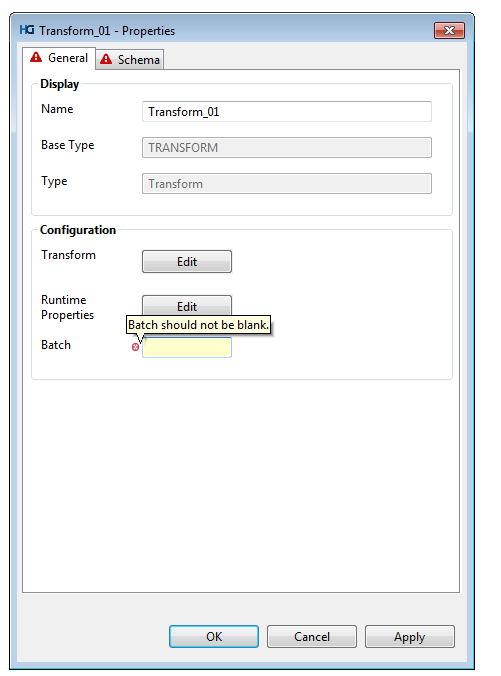 HG Transform_01 - Properties
General Schema
Display
Name Transform_01
Base Type TRANSFORM
Type Transform
Configuration
Transform Edit
Runtime
Properties Edit
Batch should not be blank.
Batch
OK Cancel Apply